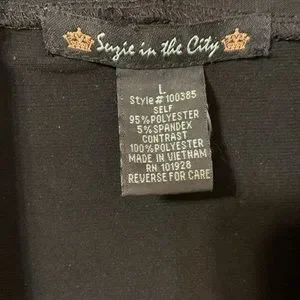 Suzie in the City
L
Style# 100385
SELF
95%POLYESTER
5%SPANDEX
CONTRAST
100%POLYESTER
MADE IN VIETNAM
RN 101928
REVERSE FOR CARE